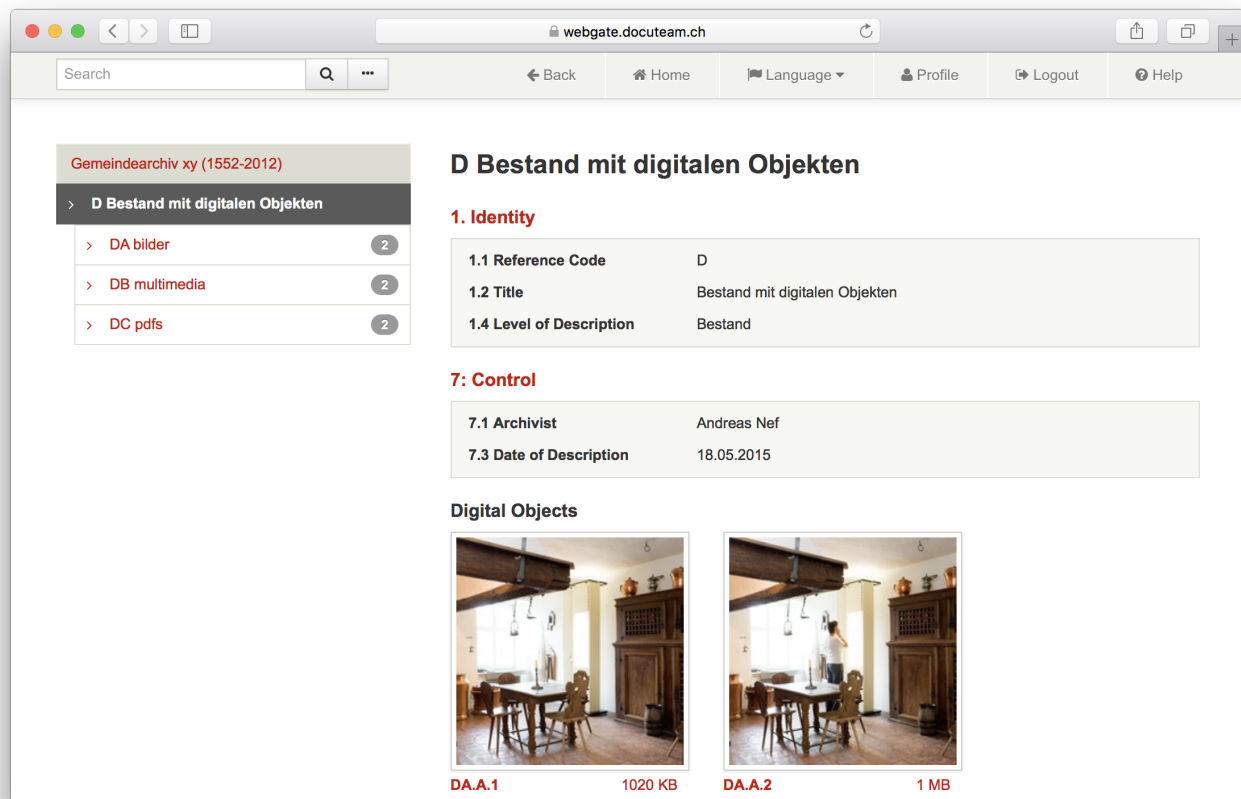 webgate.docuteam.ch
Search
Back
Home
Language
Profile
Logout
Help
Gemeindearchiv xy (1552-2012)
D Bestand mit digitalen Objekten
DA bilder 2
DB multimedia 2
DC pdfs 2
D Bestand mit digitalen Objekten
1. Identity
1.1 Reference Code D
1.2 Title Bestand mit digitalen Objekten
1.4 Level of Description Bestand
7: Control
7.1 Archivist Andreas Nef
7.3 Date of Description 18.05.2015
Digital Objects
DA.A.1 1020 KB
DA.A.2 1 MB